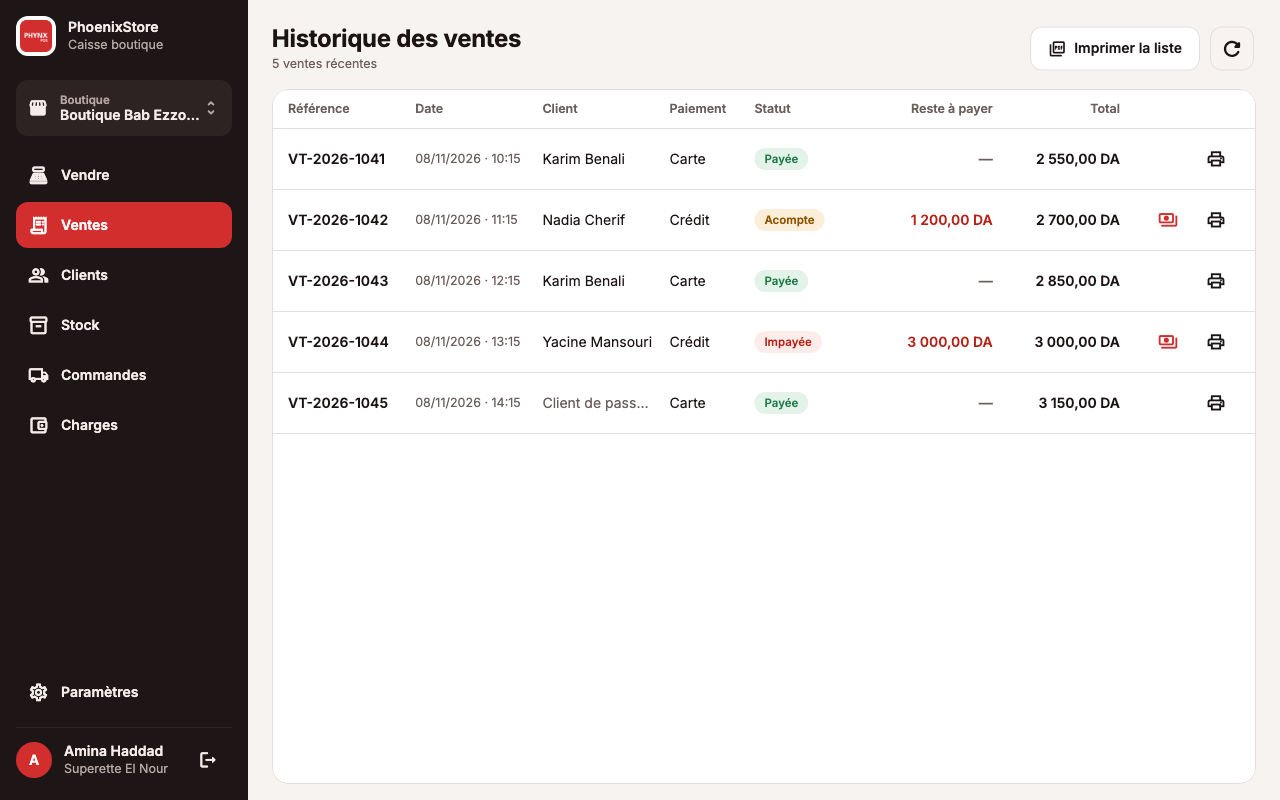 PHYNX
POS
PhoenixStore
Caisse boutique
Boutique
Boutique Bab Ezzo...
Vendre
Ventes
Clients
Stock
Commandes
Charges
Paramètres
A
Amina Haddad
Superette El Nour
Historique des ventes
5 ventes récentes
PDF
Imprimer la liste
Référence Date Client Paiement Statut Reste à payer Total
VT-2026-1041 08/11/2026 · 10:15 Karim Benali Carte Payée — 2 550,00 DA
VT-2026-1042 08/11/2026 · 11:15 Nadia Cherif Crédit Acompte 1 200,00 DA 2 700,00 DA
VT-2026-1043 08/11/2026 · 12:15 Karim Benali Carte Payée — 2 850,00 DA
VT-2026-1044 08/11/2026 · 13:15 Yacine Mansouri Crédit Impayée 3 000,00 DA 3 000,00 DA
VT-2026-1045 08/11/2026 · 14:15 Client de pass... Carte Payée — 3 150,00 DA